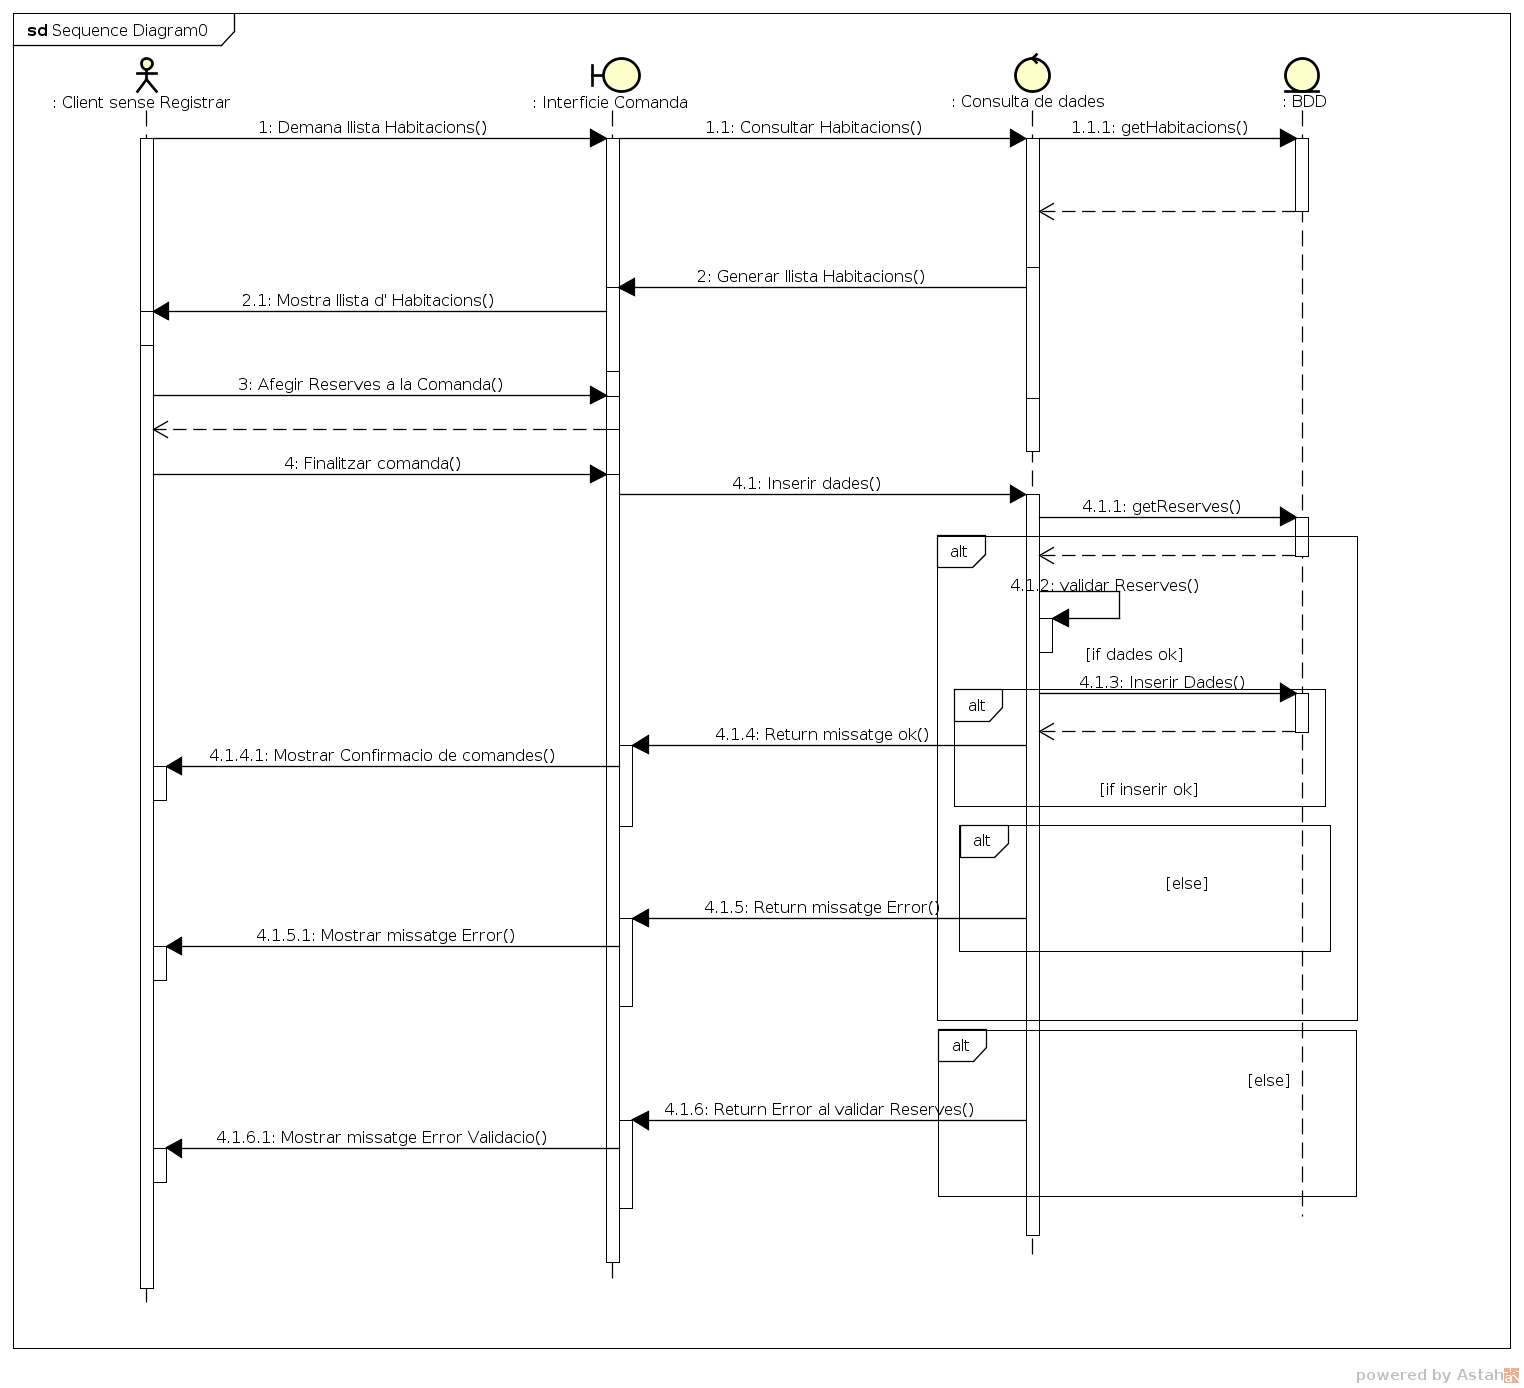 sd Sequence Diagram0
: Client sense Registrar
: Interficie Comanda
: Consulta de dades
: BDD
1: Demana llista Habitacions()
1.1: Consultar Habitacions()
1.1.1: getHabitacions()
2: Generar llista Habitacions()
2.1: Mostra llista d' Habitacions()
3: Afegir Reserves a la Comanda()
4: Finalitzar comanda()
4.1: Inserir dades()
4.1.1: getReserves()
alt
4.1.2: validar Reserves()
[if dades ok]
4.1.3: Inserir Dades()
alt
4.1.4: Return missatge ok()
4.1.4.1: Mostrar Confirmacio de comandes()
[if inserir ok]
alt
[else]
4.1.5: Return missatge Error()
4.1.5.1: Mostrar missatge Error()
alt
[else]
4.1.6: Return Error al validar Reserves()
4.1.6.1: Mostrar missatge Error Validacio()
powered by Astah